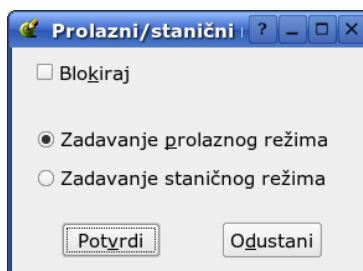 Prolazni/stanični
Blokiraj
Zadavanje prolaznog režima
Zadavanje staničnog režima
Potvrdi Odustani